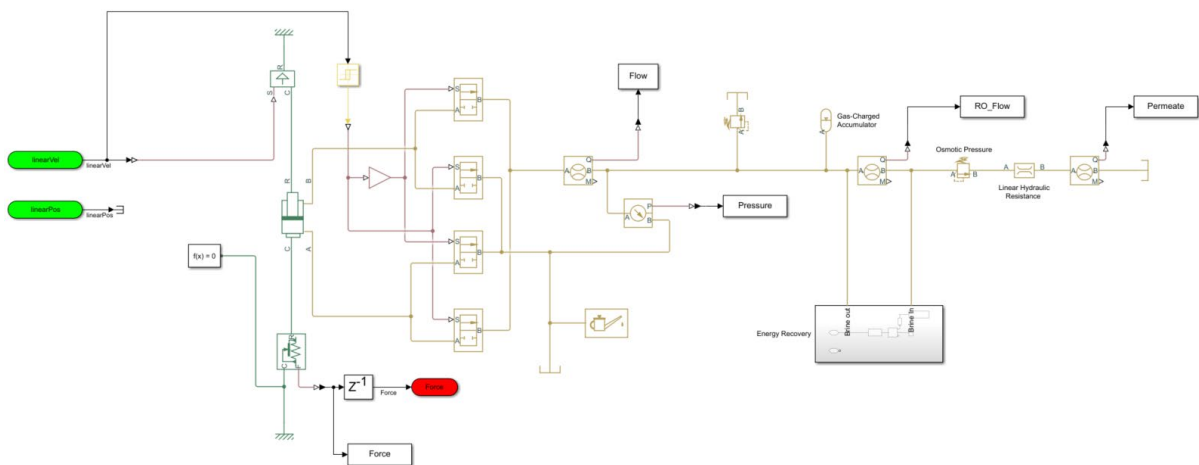 Flow
RO_Flow
Permeate
Gas-Charged
Accumulator
Osmotic Pressure
Linear Hydraulic
Resistance
linearVel
linearVel
linearPos
linearPos
Pressure
f(x) = 0
Energy Recovery
Brine out
Brine In
Z-1
Force
Force
Force
R
S
C
R
B
C
A
R
C
F
S
A
B
S
A
B
S
A
B
S
A
B
A
Q
B
M
A
P
B
B
A
A
A
Q
B
M
A
B
A
B
A
Q
B
M